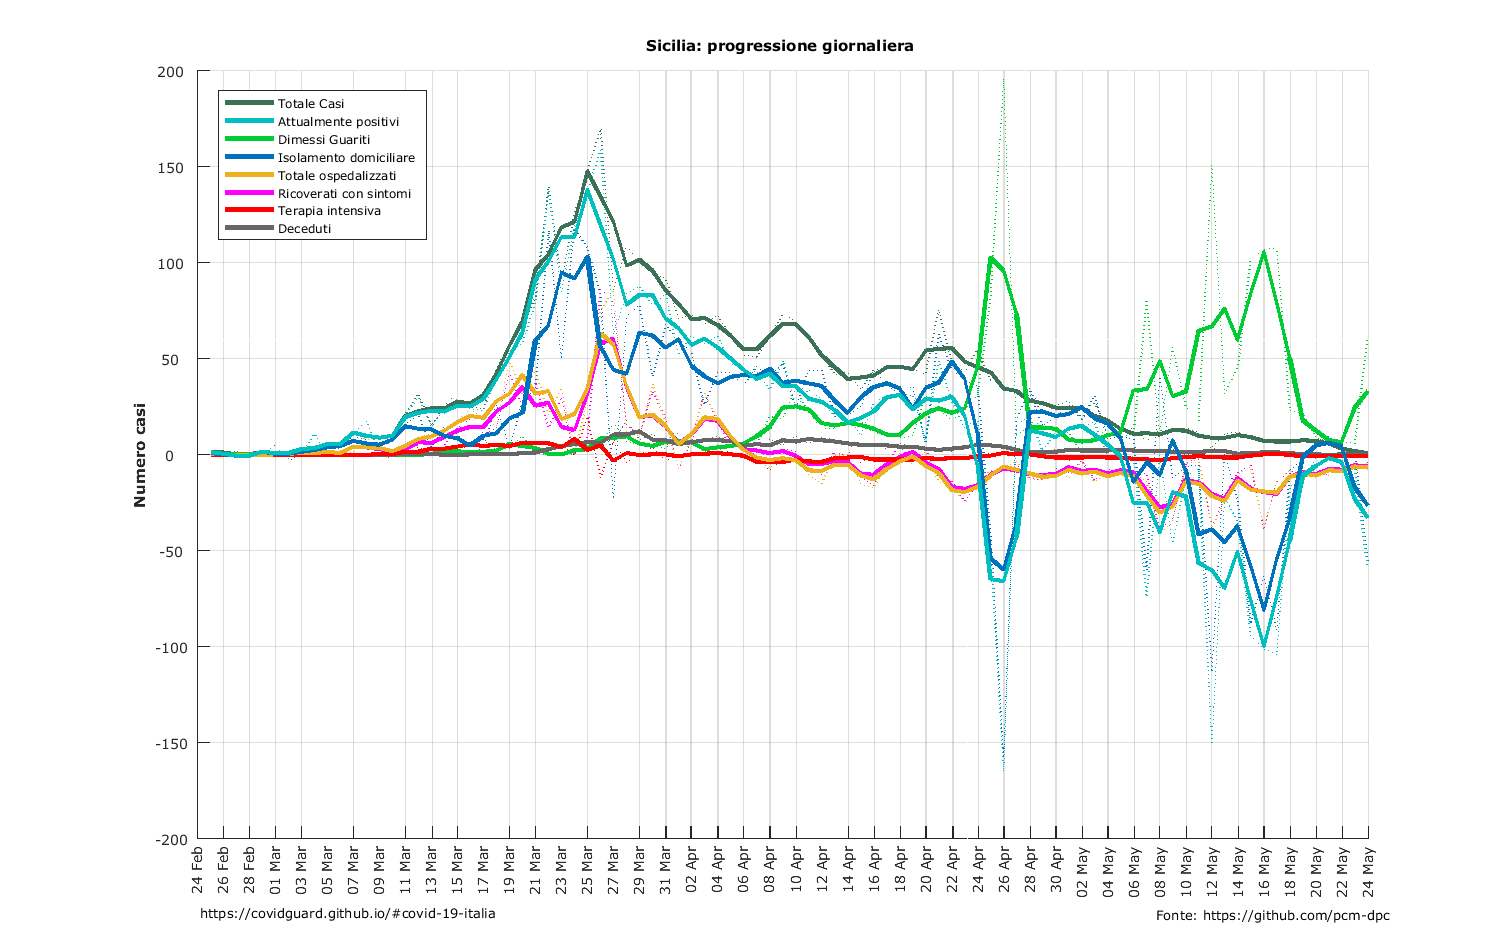 Sicilia: progressione giornaliera
Numero casi
200
150
100
50
0
-50
-100
-150
-200
Totale Casi
Attualmente positivi
Dimessi Guariti
Isolamento domiciliare
Totale ospedalizzati
Ricoverati con sintomi
Terapia intensiva
Deceduti
24 Feb
26 Feb
28 Feb
01 Mar
03 Mar
05 Mar
07 Mar
09 Mar
11 Mar
13 Mar
15 Mar
17 Mar
19 Mar
21 Mar
23 Mar
25 Mar
27 Mar
29 Mar
31 Mar
02 Apr
04 Apr
06 Apr
08 Apr
10 Apr
12 Apr
14 Apr
16 Apr
18 Apr
20 Apr
22 Apr
24 Apr
26 Apr
28 Apr
30 Apr
02 May
04 May
06 May
08 May
10 May
12 May
14 May
16 May
18 May
20 May
22 May
24 May
https://covidguard.github.io/#covid-19-italia
Fonte: https://github.com/pcm-dpc